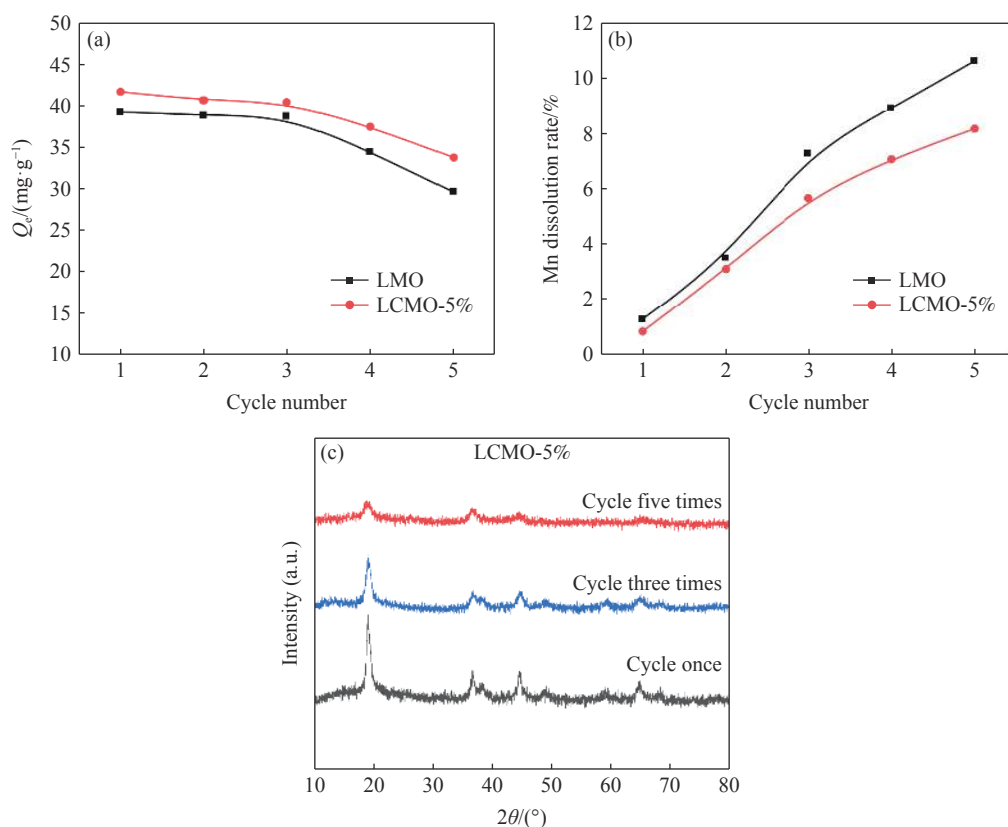 (a)
50
45
40
35
30
25
20
15
10
Qe/(mg·g⁻¹)
LMO
LCMO-5%
1 2 3 4 5
Cycle number
(b)
12
10
8
6
4
2
0
Mn dissolution rate/%
LMO
LCMO-5%
1 2 3 4 5
Cycle number
(c)
LCMO-5%
Cycle five times
Cycle three times
Cycle once
Intensity (a.u.)
10 20 30 40 50 60 70 80
2θ/(°)